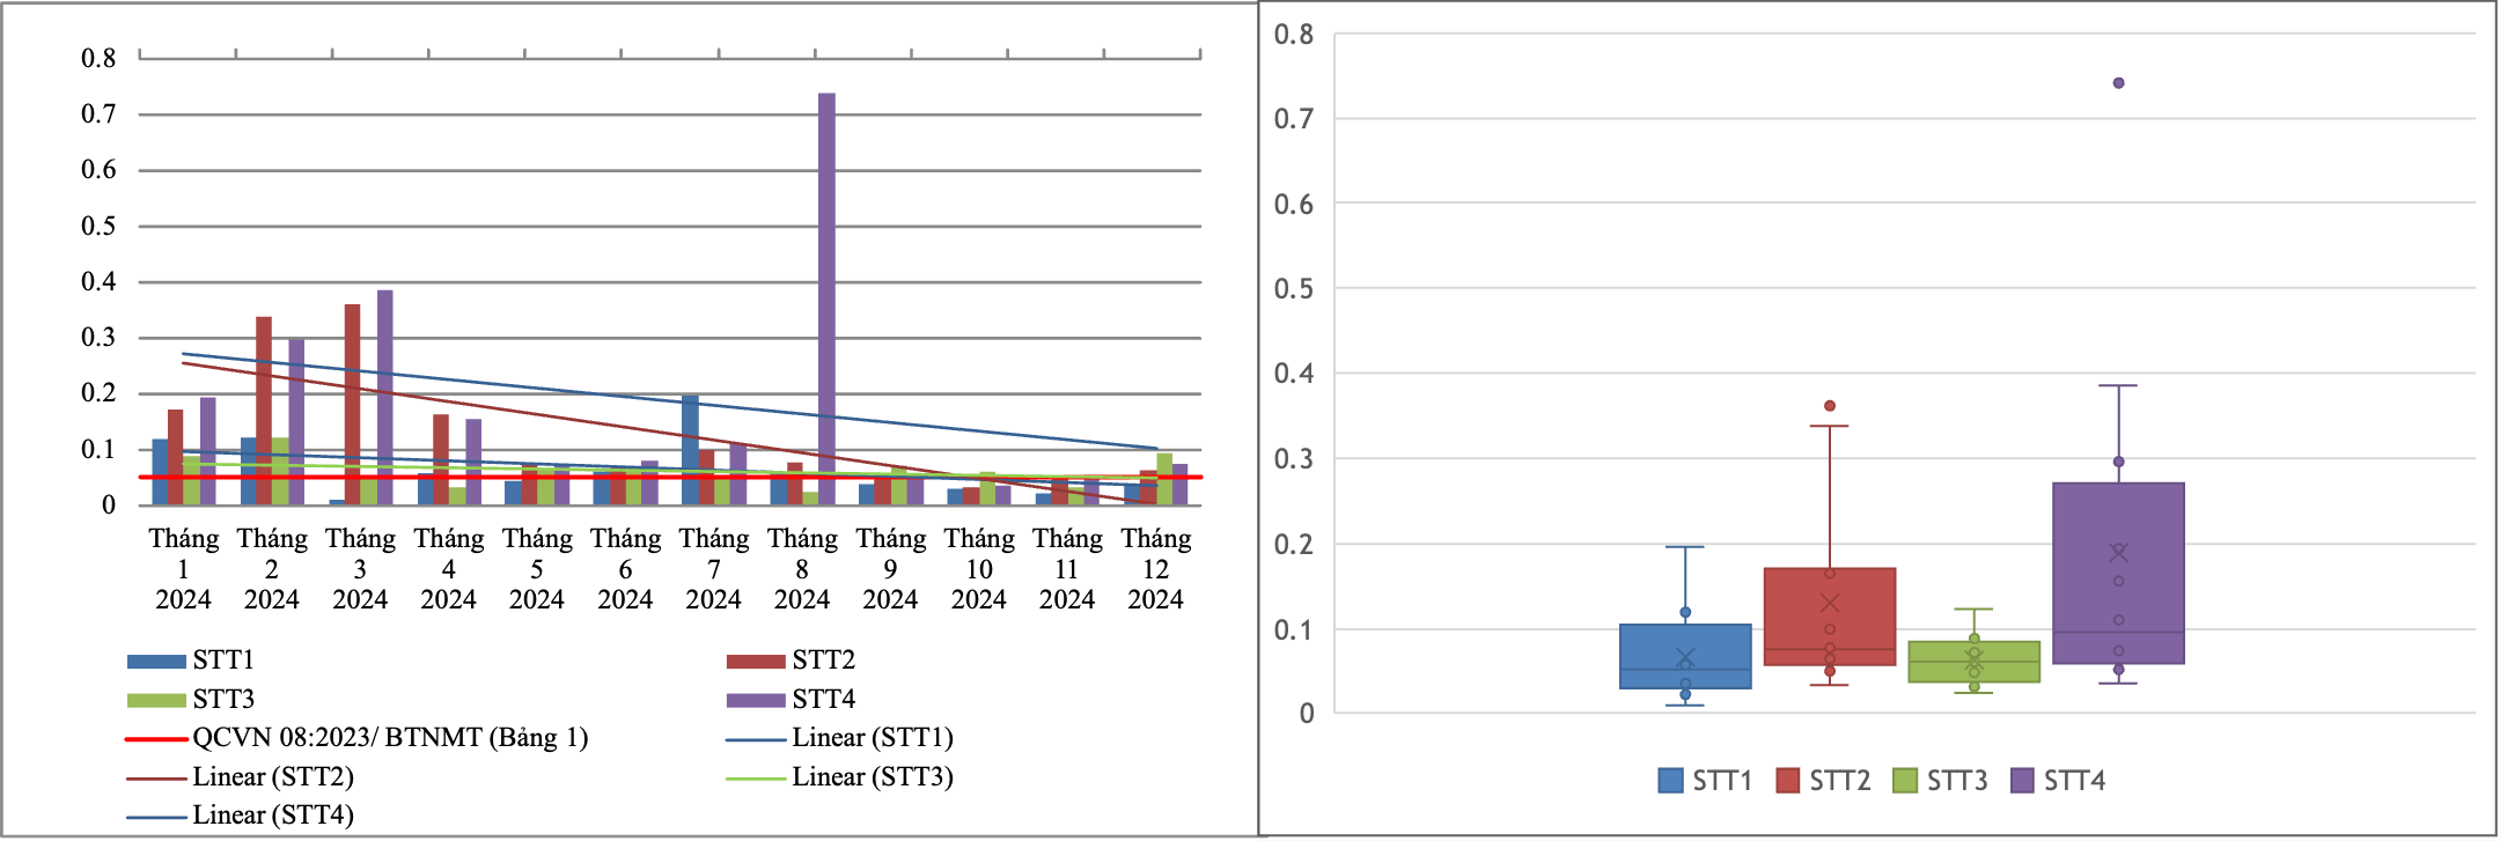 0.8
0.7
0.6
0.5
0.4
0.3
0.2
0.1
0
Tháng 1 2024
Tháng 2 2024
Tháng 3 2024
Tháng 4 2024
Tháng 5 2024
Tháng 6 2024
Tháng 7 2024
Tháng 8 2024
Tháng 9 2024
Tháng 10 2024
Tháng 11 2024
Tháng 12 2024
STT1
STT2
STT3
STT4
QCVN 08:2023/ BTNMT (Bảng 1)
Linear (STT1)
Linear (STT2)
Linear (STT3)
Linear (STT4)
0.8
0.7
0.6
0.5
0.4
0.3
0.2
0.1
0
STT1 STT2 STT3 STT4